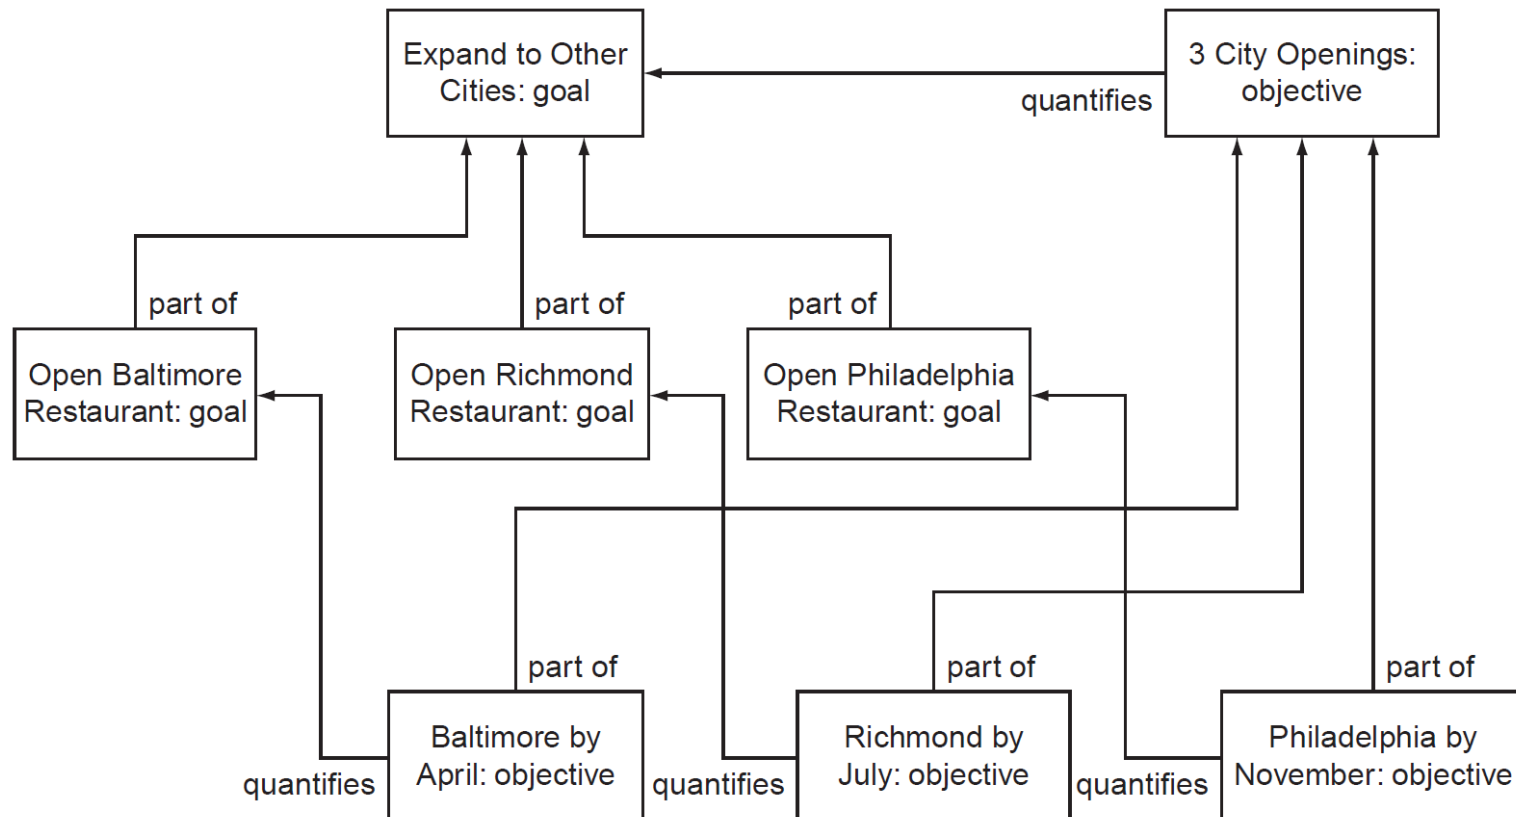 Expand to Other
Cities: goal
3 City Openings:
objective
quantifies
part of
part of
part of
Open Baltimore
Restaurant: goal
Open Richmond
Restaurant: goal
Open Philadelphia
Restaurant: goal
part of
part of
part of
Baltimore by
April: objective
quantifies
Richmond by
July: objective
quantifies
Philadelphia by
November: objective
quantifies